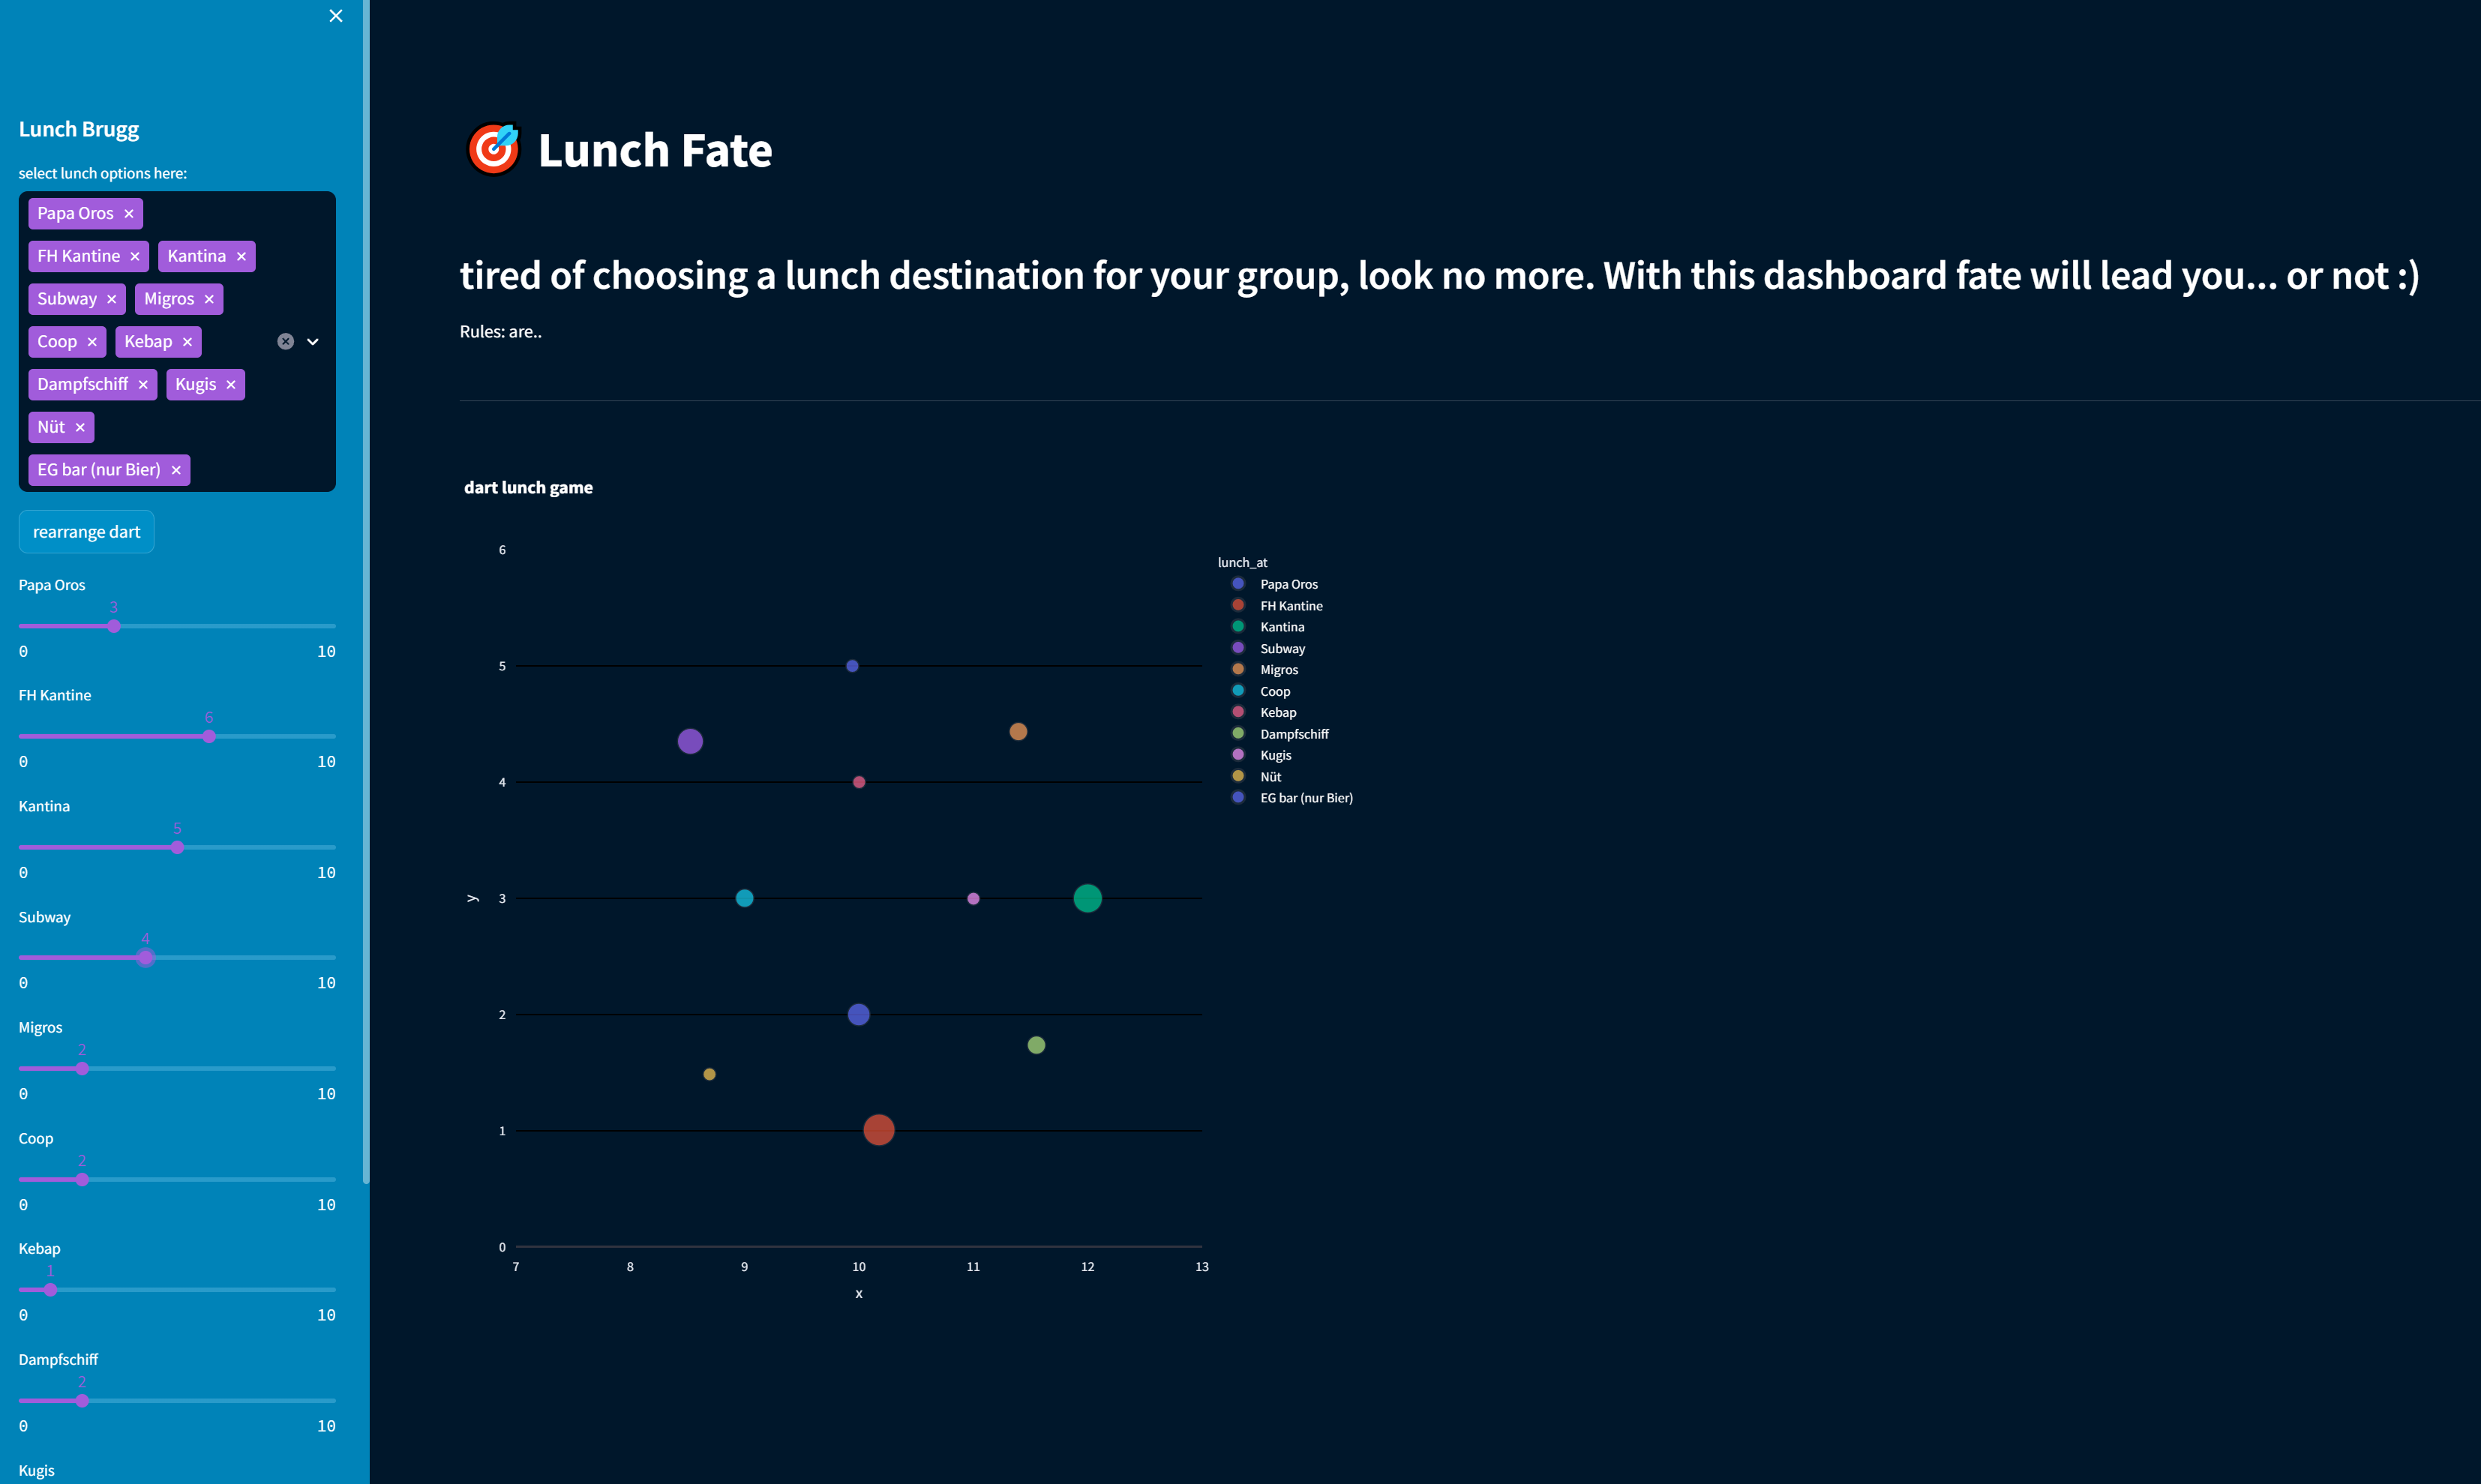 Lunch Brugg
select lunch options here:
Papa Oros
FH Kantine Kantina
Subway Migros
Coop Kebap
Dampfschiff Kugis
Nüt
EG bar (nur Bier)
rearrange dart
Papa Oros
3
0 10
FH Kantine
6
0 10
Kantina
5
0 10
Subway
4
0 10
Migros
2
0 10
Coop
2
0 10
Kebap
1
0 10
Dampfschiff
2
0 10
Kugis
Lunch Fate
tired of choosing a lunch destination for your group, look no more. With this dashboard fate will lead you... or not :)
Rules: are..
dart lunch game
6
5
4
3
2
1
0
y
7 8 9 10 11 12 13
x
lunch_at
Papa Oros
FH Kantine
Kantina
Subway
Migros
Coop
Kebap
Dampfschiff
Kugis
Nüt
EG bar (nur Bier)